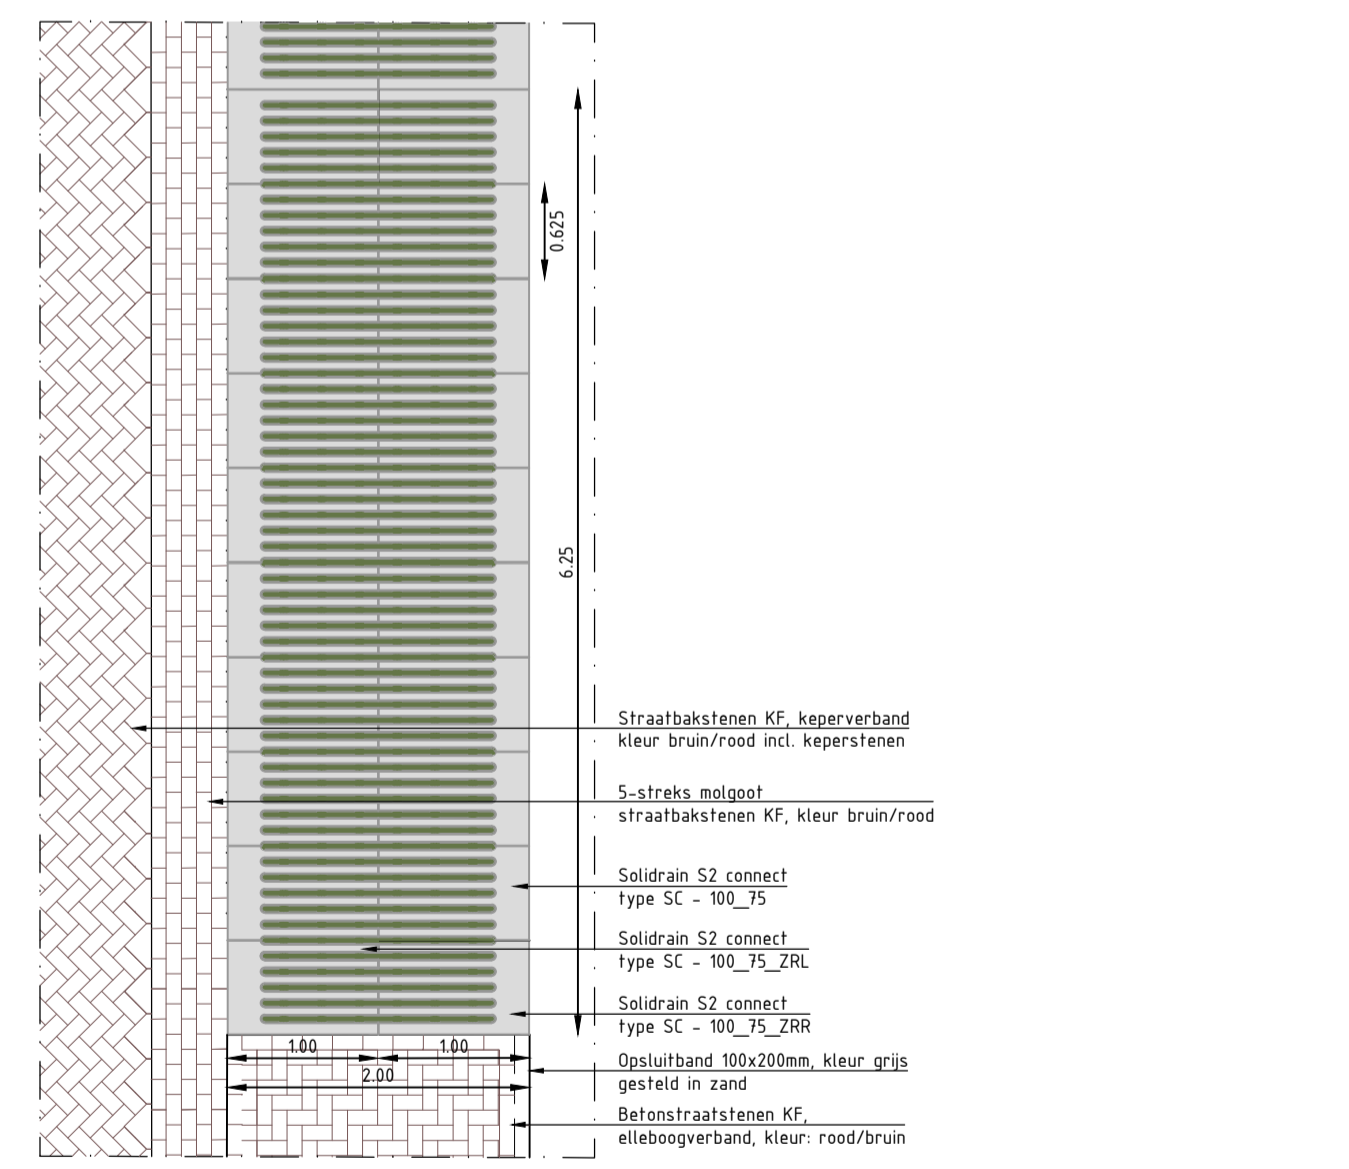 0.625
6.25
Straatbakstenen KF, keperverband
kleur bruin/rood incl. keperstenen
5-streks molgoot
straatbakstenen KF, kleur bruin/rood
Solidrain S2 connect
type SC - 100_75
Solidrain S2 connect
type SC - 100_75_ZRL
Solidrain S2 connect
type SC - 100_75_ZRR
1.00 1.00
2.00
Opsluitband 100x200mm, kleur grijs
gesteld in zand
Betonstraatstenen KF,
elleboogverband, kleur: rood/bruin